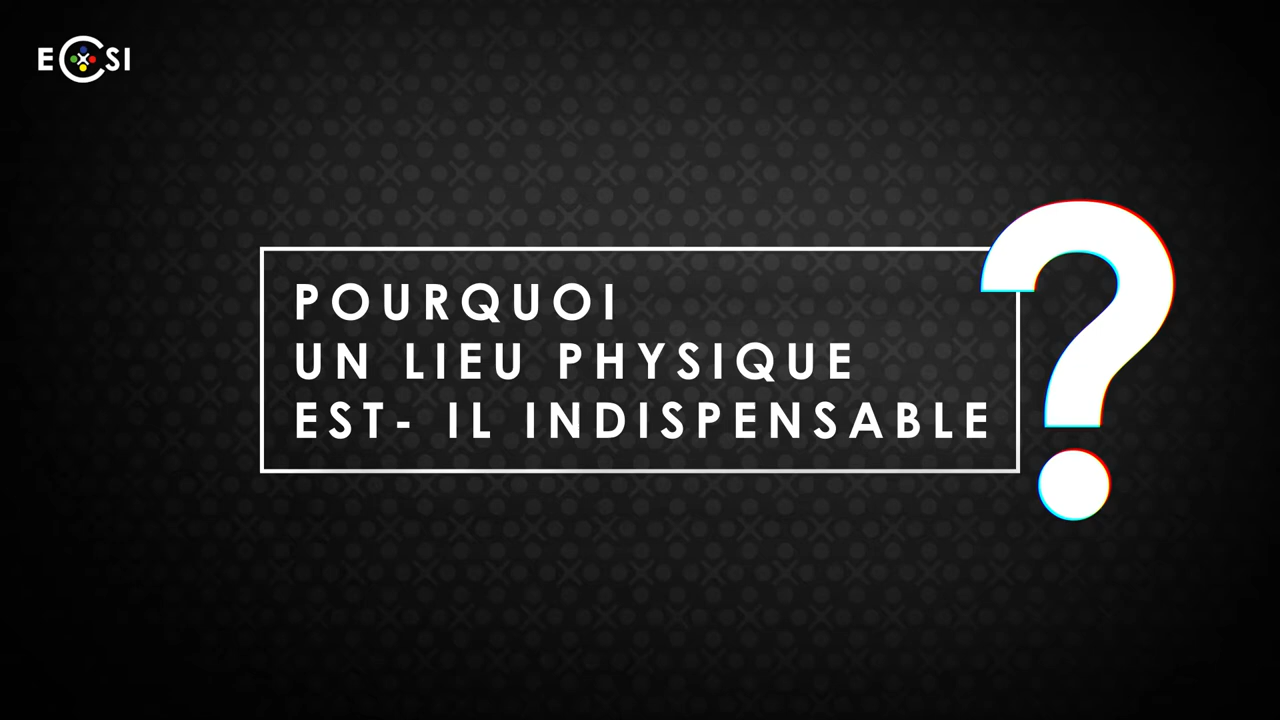 ECSI
POURQUOI
UN LIEU PHYSIQUE
EST- IL INDISPENSABLE
?